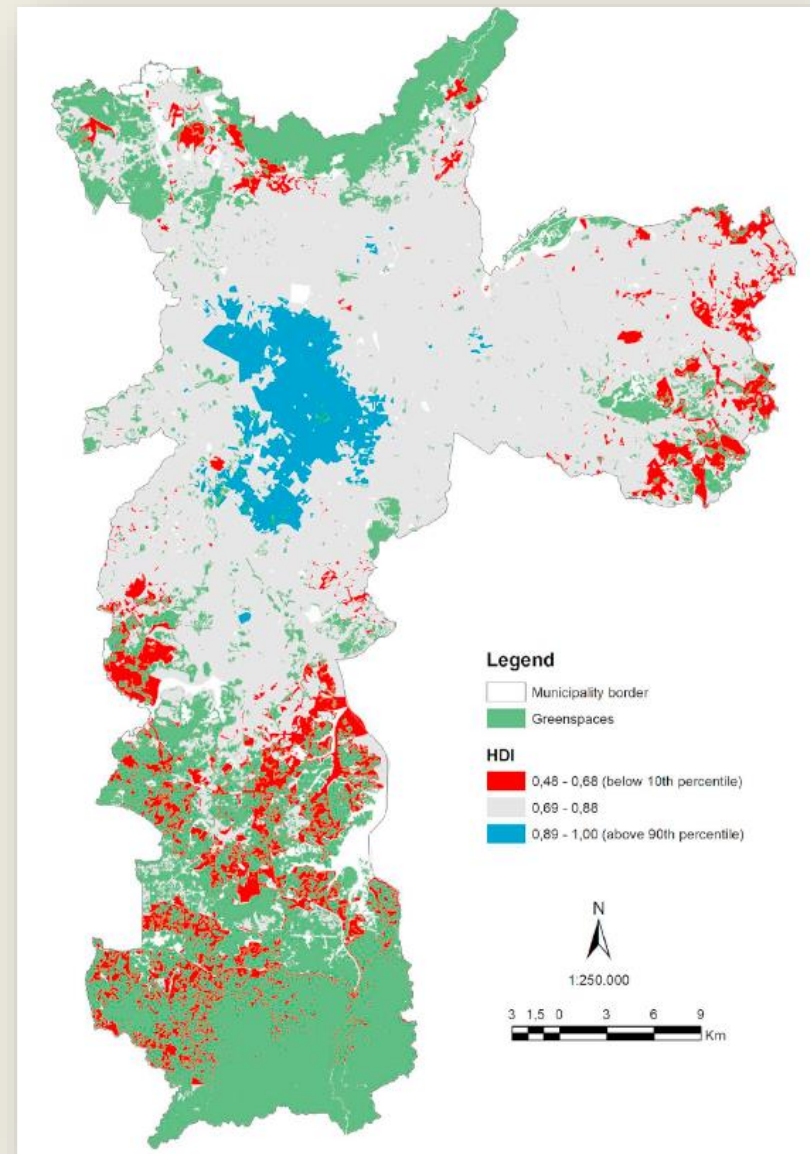 Legend
Municipality border
Greenspaces
HDI
0,48 - 0,68 (below 10th percentile)
0,69 - 0,88
0,89 - 1,00 (above 90th percentile)
N
1:250.000
3 1,5 0 3 6 9
Km